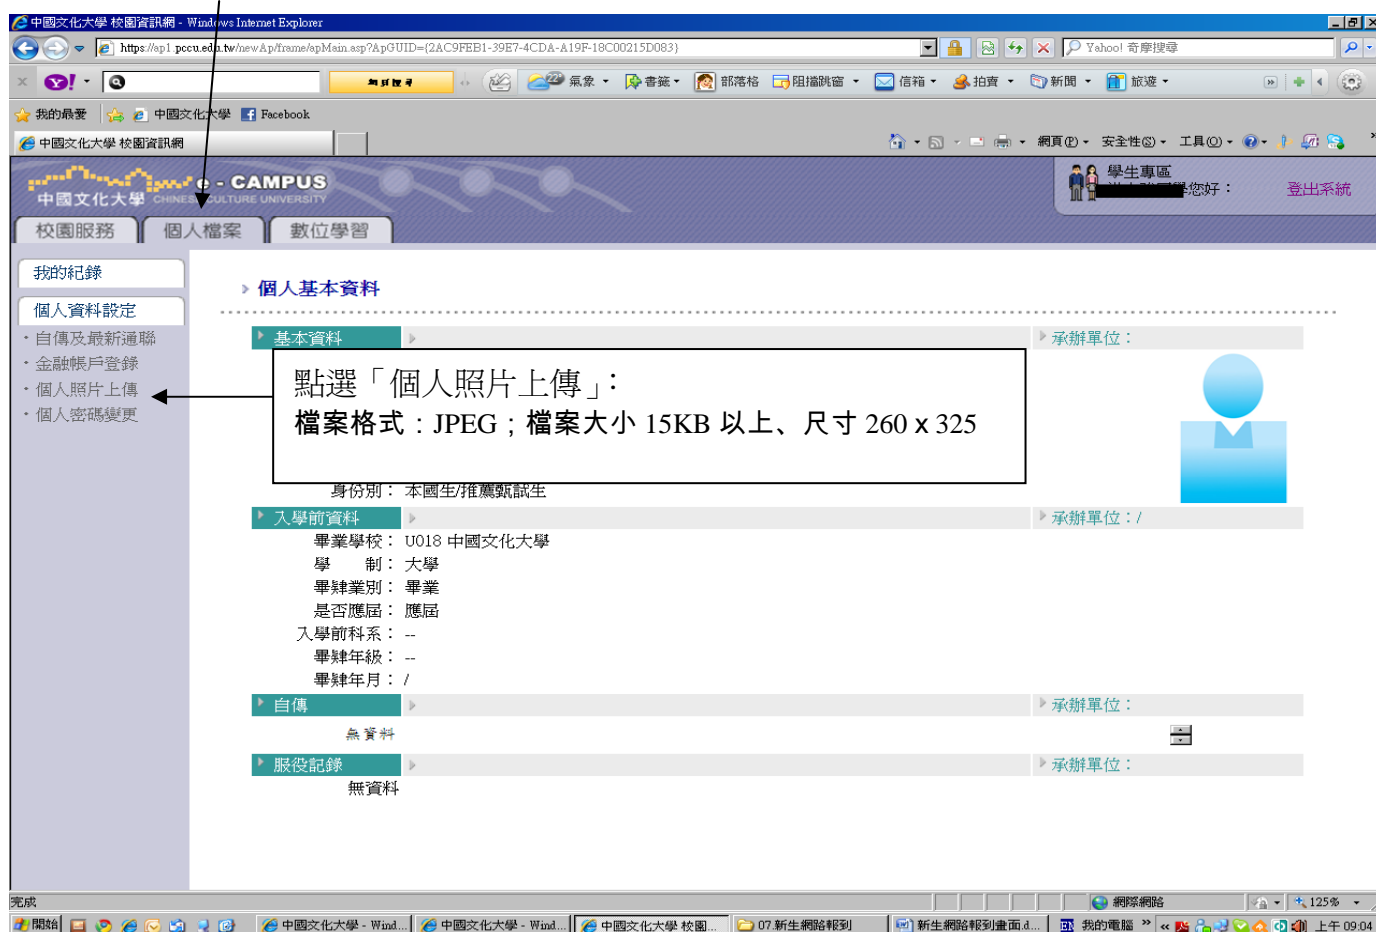 中國文化大學 校園資訊網 - Windows Internet Explorer
https://ap1.pccu.edu.tw/newAp/frame/apMain.asp?ApGUID={2AC9FEB1-39E7-4CDA-A19F-18C00215D083}
Yahoo! 奇摩搜尋
Y! 22° 氣象 書籤 部落格 阻擋跳窗 信箱 拍賣 新聞 旅遊
我的最愛 中國文化大學 Facebook
中國文化大學 校園資訊網 網頁(P) 安全性(S) 工具(O)
e - CAMPUS
中國文化大學 CHINESE CULTURE UNIVERSITY
學生專區
您好: 登出系統
校園服務 個人檔案 數位學習
我的紀錄
個人資料設定
・自傳及最新通聯
・金融帳戶登錄
・個人照片上傳
・個人密碼變更
個人基本資料
基本資料 承辦單位:
點選「個人照片上傳」:
檔案格式:JPEG;檔案大小 15KB 以上、尺寸 260 x 325
身份別: 本國生/推薦甄試生
入學前資料 承辦單位:/
畢業學校: U018 中國文化大學
學 制: 大學
畢肄業別: 畢業
是否應屆: 應屆
入學前科系: --
畢肄年級: --
畢肄年月: /
自傳 承辦單位:
無資料
服役記錄 承辦單位:
無資料
完成 網際網路 125%
開始 中國文化大學 - Wind... 中國文化大學 - Wind... 中國文化大學 校園... 07.新生網路報到 新生網路報到畫面.d... 我的電腦 上午 09:04